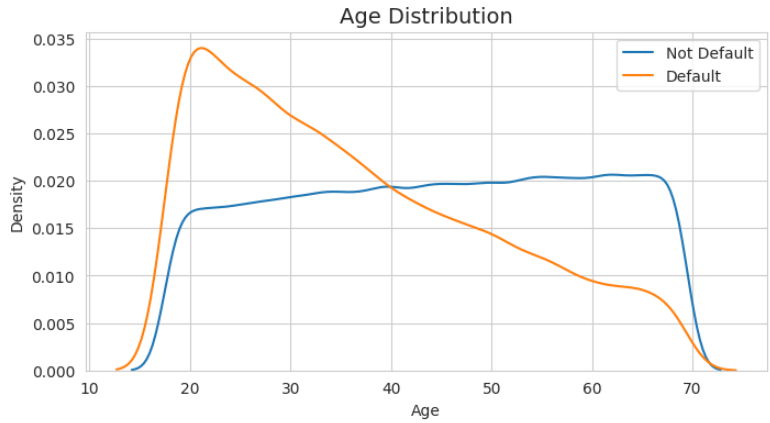 Age Distribution
Not Default
Default
Density
0.035
0.030
0.025
0.020
0.015
0.010
0.005
0.000
10 20 30 40 50 60 70
Age